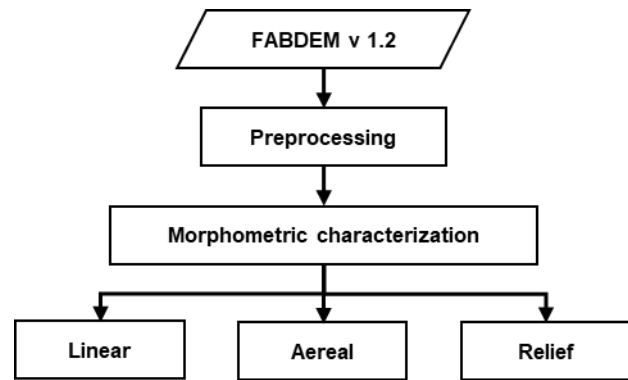 FABDEM v 1.2
Preprocessing
Morphometric characterization
Linear
Aereal
Relief